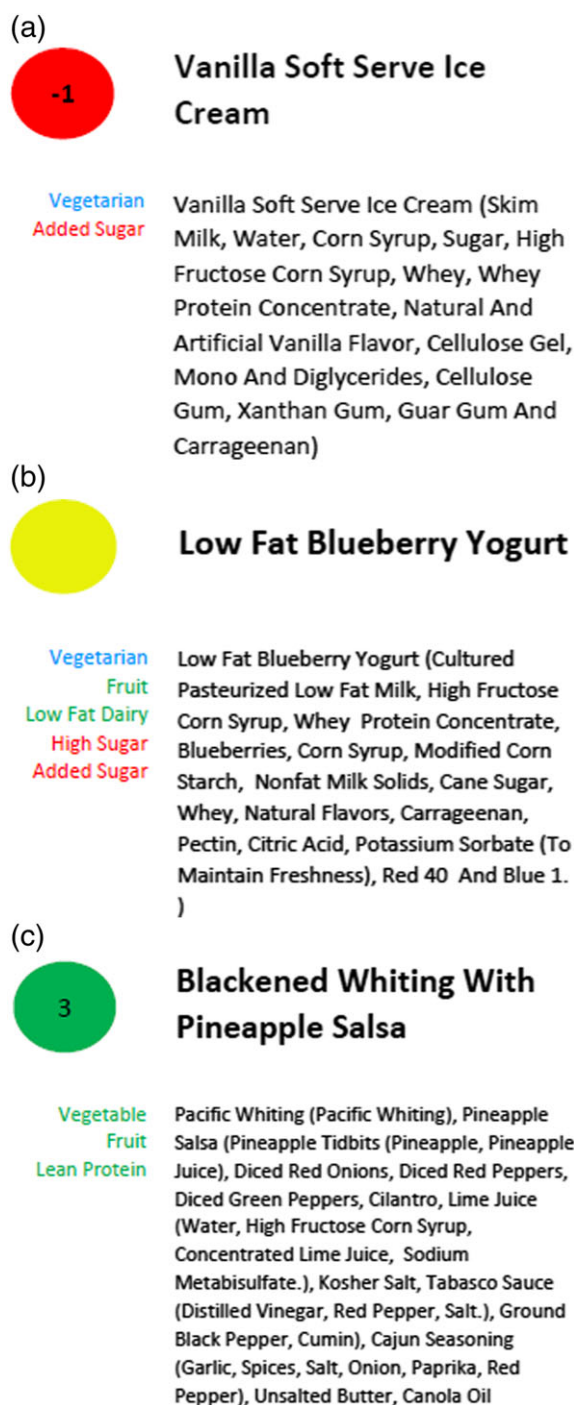 (a)
-1
Vanilla Soft Serve Ice
Cream
Vegetarian
Added Sugar
Vanilla Soft Serve Ice Cream (Skim
Milk, Water, Corn Syrup, Sugar, High
Fructose Corn Syrup, Whey, Whey
Protein Concentrate, Natural And
Artificial Vanilla Flavor, Cellulose Gel,
Mono And Diglycerides, Cellulose
Gum, Xanthan Gum, Guar Gum And
Carrageenan)
(b)
Low Fat Blueberry Yogurt
Vegetarian
Fruit
Low Fat Dairy
High Sugar
Added Sugar
Low Fat Blueberry Yogurt (Cultured
Pasteurized Low Fat Milk, High Fructose
Corn Syrup, Whey Protein Concentrate,
Blueberries, Corn Syrup, Modified Corn
Starch, Nonfat Milk Solids, Cane Sugar,
Whey, Natural Flavors, Carrageenan,
Pectin, Citric Acid, Potassium Sorbate (To
Maintain Freshness), Red 40 And Blue 1.
)
(c)
3
Blackened Whiting With
Pineapple Salsa
Vegetable
Fruit
Lean Protein
Pacific Whiting (Pacific Whiting), Pineapple
Salsa (Pineapple Tidbits (Pineapple, Pineapple
Juice), Diced Red Onions, Diced Red Peppers,
Diced Green Peppers, Cilantro, Lime Juice
(Water, High Fructose Corn Syrup,
Concentrated Lime Juice, Sodium
Metabisulfate.), Kosher Salt, Tabasco Sauce
(Distilled Vinegar, Red Pepper, Salt.), Ground
Black Pepper, Cumin), Cajun Seasoning
(Garlic, Spices, Salt, Onion, Paprika, Red
Pepper), Unsalted Butter, Canola Oil